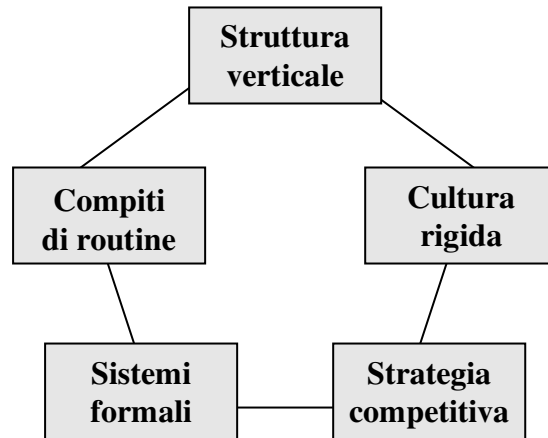 Struttura
verticale
Compiti
di routine
Cultura
rigida
Sistemi
formali
Strategia
competitiva